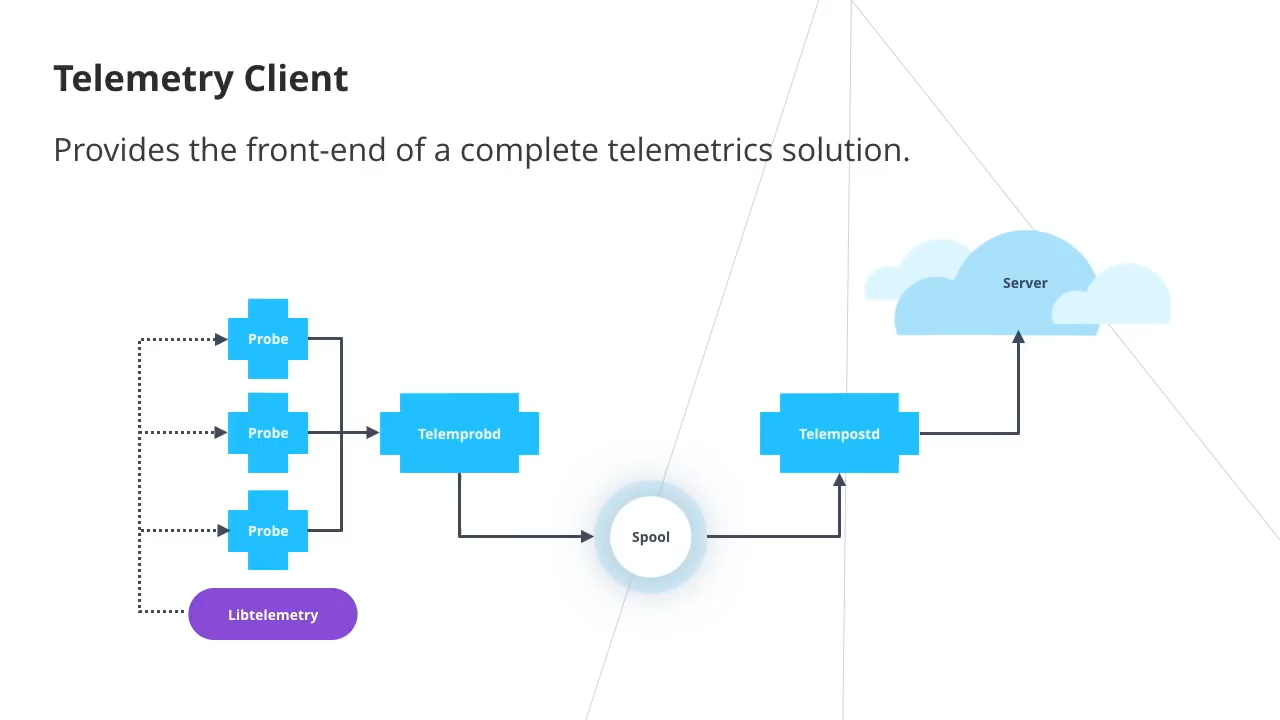 Telemetry Client
Provides the front-end of a complete telemetrics solution.
Server
Probe
Probe
Telemprobd
Telempostd
Probe
Spool
Libtelemetry